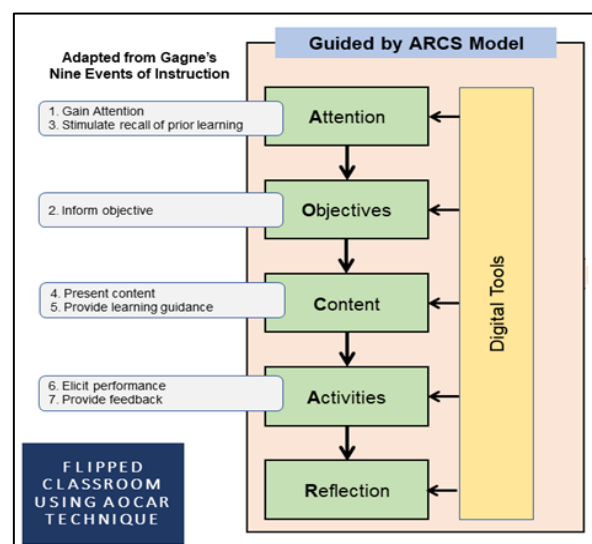 Adapted from Gagne's
Nine Events of Instruction
Guided by ARCS Model
1. Gain Attention
3. Stimulate recall of prior learning
Attention
2. Inform objective
Objectives
4. Present content
5. Provide learning guidance
Content
6. Elicit performance
7. Provide feedback
Activities
Reflection
Digital Tools
FLIPPED
CLASSROOM
USING AOCAR
TECHNIQUE